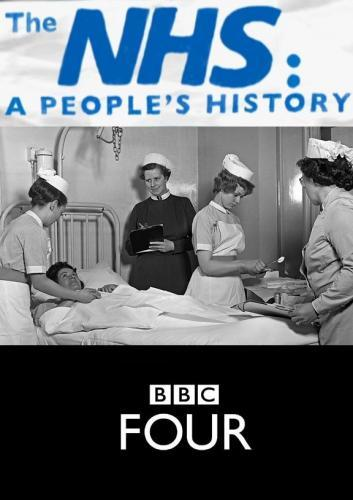 The
NHS:
A PEOPLE'S HISTORY
BBC
FOUR